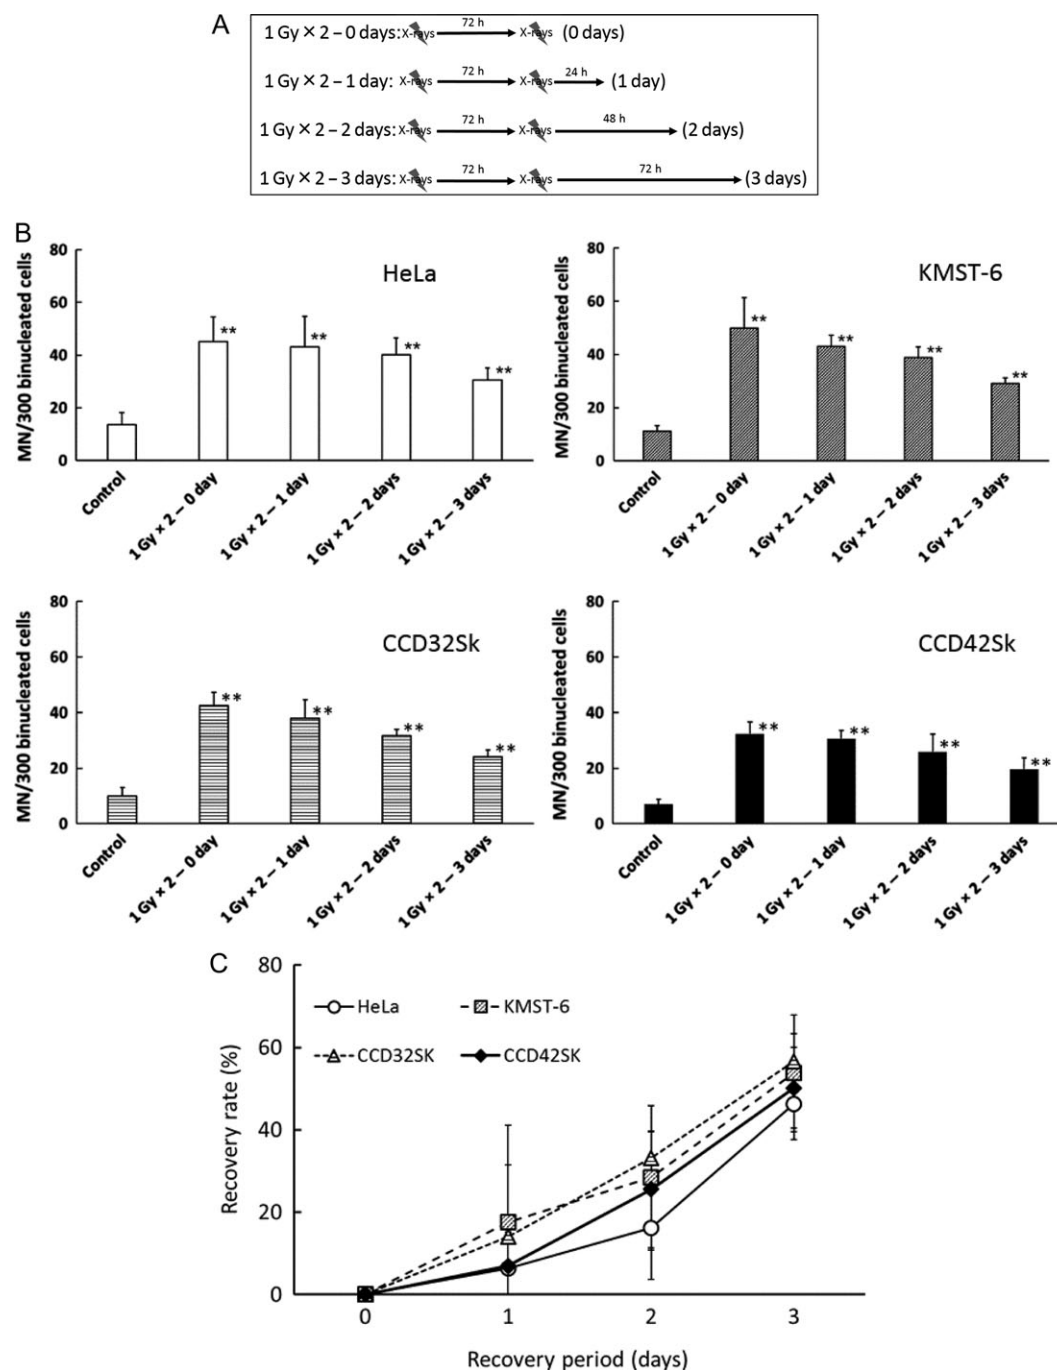 A
1 Gy × 2 – 0 days: X-rays 72 h X-rays (0 days)
1 Gy × 2 – 1 day: X-rays 72 h X-rays 24 h (1 day)
1 Gy × 2 – 2 days: X-rays 72 h X-rays 48 h (2 days)
1 Gy × 2 – 3 days: X-rays 72 h X-rays 72 h (3 days)
B
HeLa
MN/300 binucleated cells
80
60
40
20
0
**
**
**
**
Control
1 Gy × 2 – 0 day
1 Gy × 2 – 1 day
1 Gy × 2 – 2 days
1 Gy × 2 – 3 days
KMST-6
MN/300 binucleated cells
80
60
40
20
0
**
**
**
**
Control
1 Gy × 2 – 0 day
1 Gy × 2 – 1 day
1 Gy × 2 – 2 days
1 Gy × 2 – 3 days
CCD32Sk
MN/300 binucleated cells
80
60
40
20
0
**
**
**
**
Control
1 Gy × 2 – 0 day
1 Gy × 2 – 1 day
1 Gy × 2 – 2 days
1 Gy × 2 – 3 days
CCD42Sk
MN/300 binucleated cells
80
60
40
20
0
**
**
**
**
Control
1 Gy × 2 – 0 day
1 Gy × 2 – 1 day
1 Gy × 2 – 2 days
1 Gy × 2 – 3 days
C
Recovery rate (%)
80
60
40
20
0
HeLa
KMST-6
CCD32SK
CCD42SK
0 1 2 3
Recovery period (days)